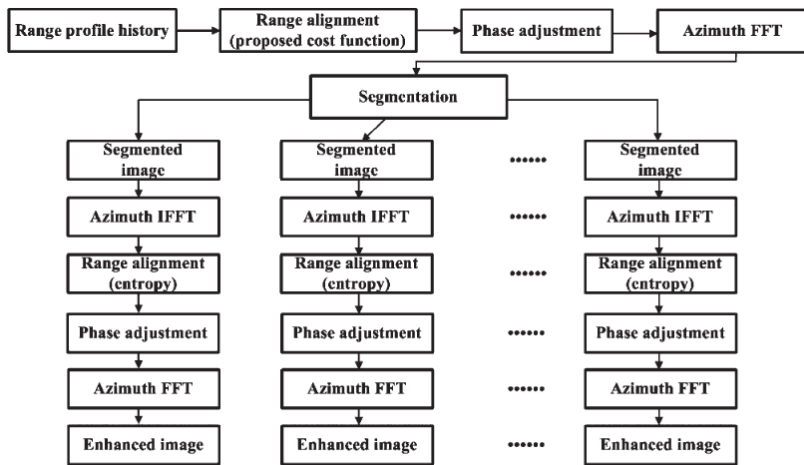 Range profile history
Range alignment
(proposed cost function)
Phase adjustment
Azimuth FFT
Segmentation
Segmented
image
Segmented
image
......
Segmented
image
Azimuth IFFT
Azimuth IFFT
......
Azimuth IFFT
Range alignment
(cntropy)
Range alignment
(cntropy)
......
Range alignment
(cntropy)
Phase adjustment
Phase adjustment
......
Phase adjustment
Azimuth FFT
Azimuth FFT
......
Azimuth FFT
Enhanced image
Enhanced image
......
Enhanced image